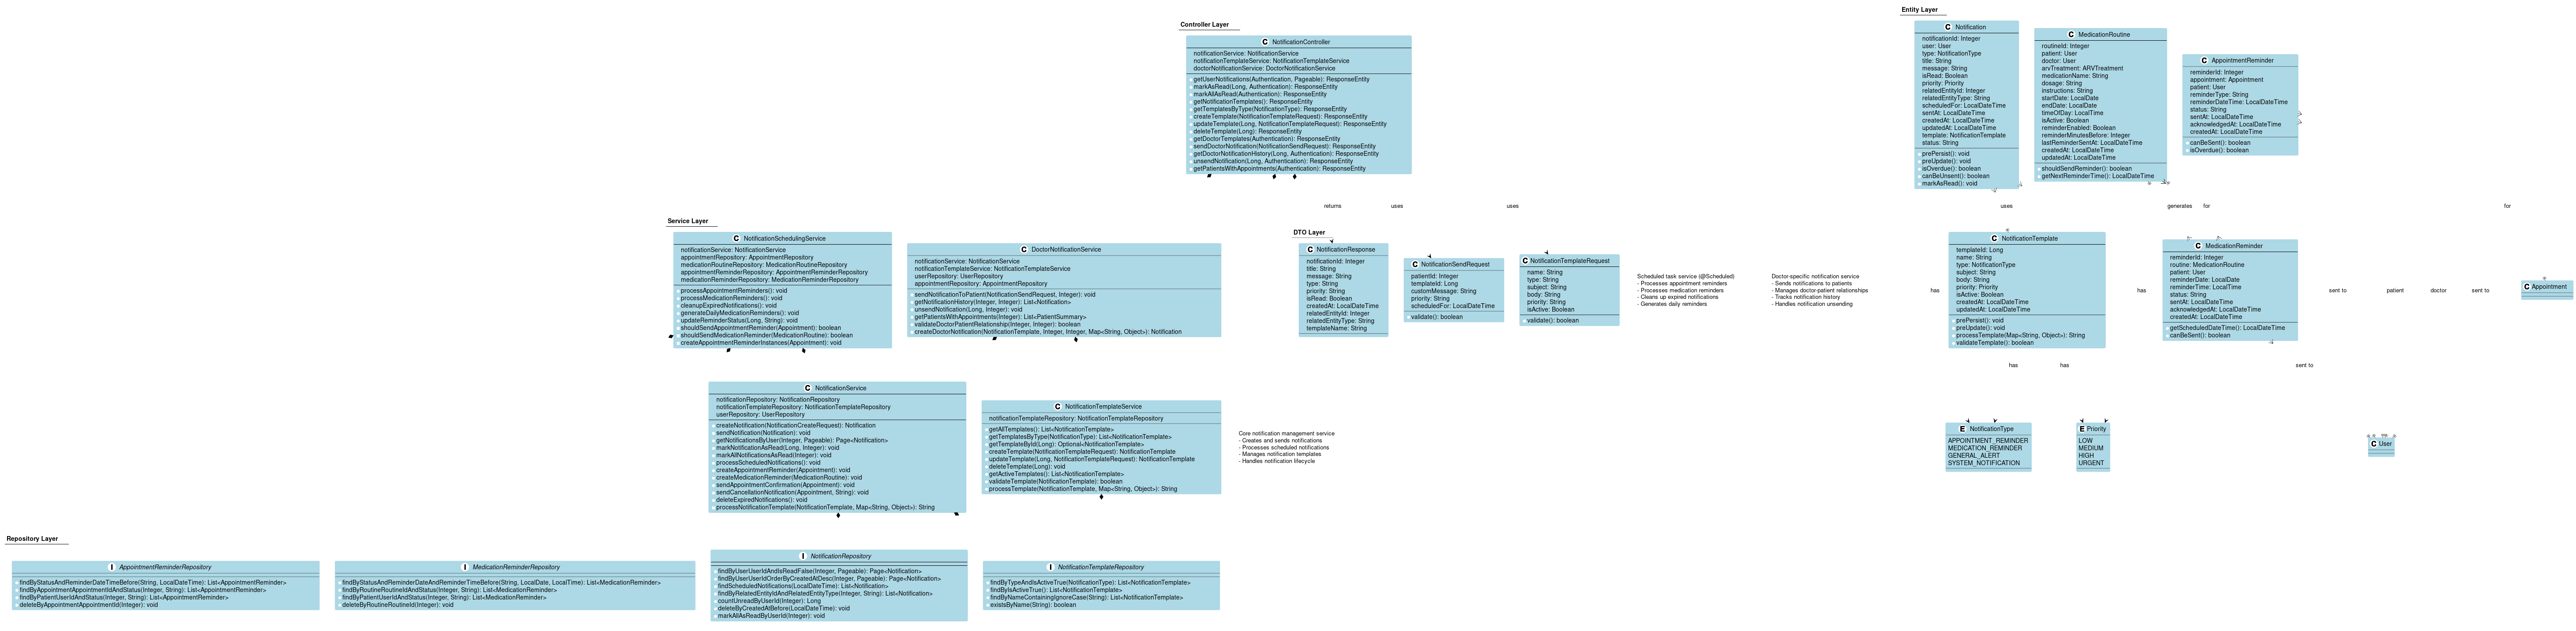 Controller Layer
C NotificationController
notificationService: NotificationService
notificationTemplateService: NotificationTemplateService
doctorNotificationService: DoctorNotificationService
getUserNotifications(Authentication, Pageable): ResponseEntity
markAsRead(Long, Authentication): ResponseEntity
markAllAsRead(Authentication): ResponseEntity
getNotificationTemplates(): ResponseEntity
getTemplatesByType(NotificationType): ResponseEntity
createTemplate(NotificationTemplateRequest): ResponseEntity
updateTemplate(Long, NotificationTemplateRequest): ResponseEntity
deleteTemplate(Long): ResponseEntity
getDoctorTemplates(Authentication): ResponseEntity
sendDoctorNotification(NotificationSendRequest): ResponseEntity
getDoctorNotificationHistory(Long, Authentication): ResponseEntity
unsendNotification(Long, Authentication): ResponseEntity
getPatientsWithAppointments(Authentication): ResponseEntity
Entity Layer
C Notification
notificationId: Integer
user: User
type: NotificationType
title: String
message: String
isRead: Boolean
priority: Priority
relatedEntityId: Integer
relatedEntityType: String
scheduledFor: LocalDateTime
sentAt: LocalDateTime
createdAt: LocalDateTime
updatedAt: LocalDateTime
template: NotificationTemplate
status: String
prePersist(): void
preUpdate(): void
isOverdue(): boolean
canBeUnsent(): boolean
markAsRead(): void
C MedicationRoutine
routineId: Integer
patient: User
doctor: User
arvTreatment: ARVTreatment
medicationName: String
dosage: String
instructions: String
startDate: LocalDate
endDate: LocalDate
timeOfDay: LocalTime
isActive: Boolean
reminderEnabled: Boolean
reminderMinutesBefore: Integer
lastReminderSentAt: LocalDateTime
createdAt: LocalDateTime
updatedAt: LocalDateTime
shouldSendReminder(): boolean
getNextReminderTime(): LocalDateTime
C AppointmentReminder
reminderId: Integer
appointment: Appointment
patient: User
reminderType: String
reminderDateTime: LocalDateTime
status: String
sentAt: LocalDateTime
acknowledgedAt: LocalDateTime
createdAt: LocalDateTime
canBeSent(): boolean
isOverdue(): boolean
returns
uses
uses
uses
generates
for
for
Service Layer
C NotificationSchedulingService
notificationService: NotificationService
appointmentRepository: AppointmentRepository
medicationRoutineRepository: MedicationRoutineRepository
appointmentReminderRepository: AppointmentReminderRepository
medicationReminderRepository: MedicationReminderRepository
processAppointmentReminders(): void
processMedicationReminders(): void
cleanupExpiredNotifications(): void
generateDailyMedicationReminders(): void
updateReminderStatus(Long, String): void
shouldSendAppointmentReminder(Appointment): boolean
shouldSendMedicationReminder(MedicationRoutine): boolean
createAppointmentReminderInstances(Appointment): void
C DoctorNotificationService
notificationService: NotificationService
notificationTemplateService: NotificationTemplateService
userRepository: UserRepository
appointmentRepository: AppointmentRepository
sendNotificationToPatient(NotificationSendRequest, Integer): void
getNotificationHistory(Integer, Integer): List<Notification>
unsendNotification(Long, Integer): void
getPatientsWithAppointments(Integer): List<PatientSummary>
validateDoctorPatientRelationship(Integer, Integer): boolean
createDoctorNotification(NotificationTemplate, Integer, Integer, Map<String, Object>): Notification
DTO Layer
C NotificationResponse
notificationId: Integer
title: String
message: String
type: String
priority: String
isRead: Boolean
createdAt: LocalDateTime
relatedEntityId: Integer
relatedEntityType: String
templateName: String
C NotificationSendRequest
patientId: Integer
templateId: Long
customMessage: String
priority: String
scheduledFor: LocalDateTime
validate(): boolean
C NotificationTemplateRequest
name: String
type: String
subject: String
body: String
priority: String
isActive: Boolean
validate(): boolean
Scheduled task service (@Scheduled)
- Processes appointment reminders
- Processes medication reminders
- Cleans up expired notifications
- Generates daily reminders
Doctor-specific notification service
- Sends notifications to patients
- Manages doctor-patient relationships
- Tracks notification history
- Handles notification unsending
has
C NotificationTemplate
templateId: Long
name: String
type: NotificationType
subject: String
body: String
priority: Priority
isActive: Boolean
createdAt: LocalDateTime
updatedAt: LocalDateTime
prePersist(): void
preUpdate(): void
processTemplate(Map<String, Object>): String
validateTemplate(): boolean
has
C MedicationReminder
reminderId: Integer
routine: MedicationRoutine
patient: User
reminderDate: LocalDate
reminderTime: LocalTime
status: String
sentAt: LocalDateTime
acknowledgedAt: LocalDateTime
createdAt: LocalDateTime
getScheduledDateTime(): LocalDateTime
canBeSent(): boolean
sent to
patient
doctor
sent to
C Appointment
has
has
sent to
C NotificationService
notificationRepository: NotificationRepository
notificationTemplateRepository: NotificationTemplateRepository
userRepository: UserRepository
createNotification(NotificationCreateRequest): Notification
sendNotification(Notification): void
getNotificationsByUser(Integer, Pageable): Page<Notification>
markNotificationAsRead(Long, Integer): void
markAllNotificationsAsRead(Integer): void
processScheduledNotifications(): void
createAppointmentReminder(Appointment): void
createMedicationReminder(MedicationRoutine): void
sendAppointmentConfirmation(Appointment): void
sendCancellationNotification(Appointment, String): void
deleteExpiredNotifications(): void
processNotificationTemplate(NotificationTemplate, Map<String, Object>): String
C NotificationTemplateService
notificationTemplateRepository: NotificationTemplateRepository
getAllTemplates(): List<NotificationTemplate>
getTemplatesByType(NotificationType): List<NotificationTemplate>
getTemplateById(Long): Optional<NotificationTemplate>
createTemplate(NotificationTemplateRequest): NotificationTemplate
updateTemplate(Long, NotificationTemplateRequest): NotificationTemplate
deleteTemplate(Long): void
getActiveTemplates(): List<NotificationTemplate>
validateTemplate(NotificationTemplate): boolean
processTemplate(NotificationTemplate, Map<String, Object>): String
Core notification management service
- Creates and sends notifications
- Processes scheduled notifications
- Manages notification templates
- Handles notification lifecycle
E NotificationType
APPOINTMENT_REMINDER
MEDICATION_REMINDER
GENERAL_ALERT
SYSTEM_NOTIFICATION
E Priority
LOW
MEDIUM
HIGH
URGENT
C User
Repository Layer
I AppointmentReminderRepository
findByStatusAndReminderDateTimeBefore(String, LocalDateTime): List<AppointmentReminder>
findByAppointmentAppointmentIdAndStatus(Integer, String): List<AppointmentReminder>
findByPatientUserIdAndStatus(Integer, String): List<AppointmentReminder>
deleteByAppointmentAppointmentId(Integer): void
I MedicationReminderRepository
findByStatusAndReminderDateAndReminderTimeBefore(String, LocalDate, LocalTime): List<MedicationReminder>
findByRoutineRoutineIdAndStatus(Integer, String): List<MedicationReminder>
findByPatientUserIdAndStatus(Integer, String): List<MedicationReminder>
deleteByRoutineRoutineId(Integer): void
I NotificationRepository
findByUserUserIdAndIsReadFalse(Integer, Pageable): Page<Notification>
findByUserUserIdOrderByCreatedAtDesc(Integer, Pageable): Page<Notification>
findScheduledNotifications(LocalDateTime): List<Notification>
findByRelatedEntityIdAndRelatedEntityType(Integer, String): List<Notification>
countUnreadByUserId(Integer): Long
deleteByCreatedAtBefore(LocalDateTime): void
markAllAsReadByUserId(Integer): void
I NotificationTemplateRepository
findByTypeAndIsActiveTrue(NotificationType): List<NotificationTemplate>
findByIsActiveTrue(): List<NotificationTemplate>
findByNameContainingIgnoreCase(String): List<NotificationTemplate>
existsByName(String): boolean